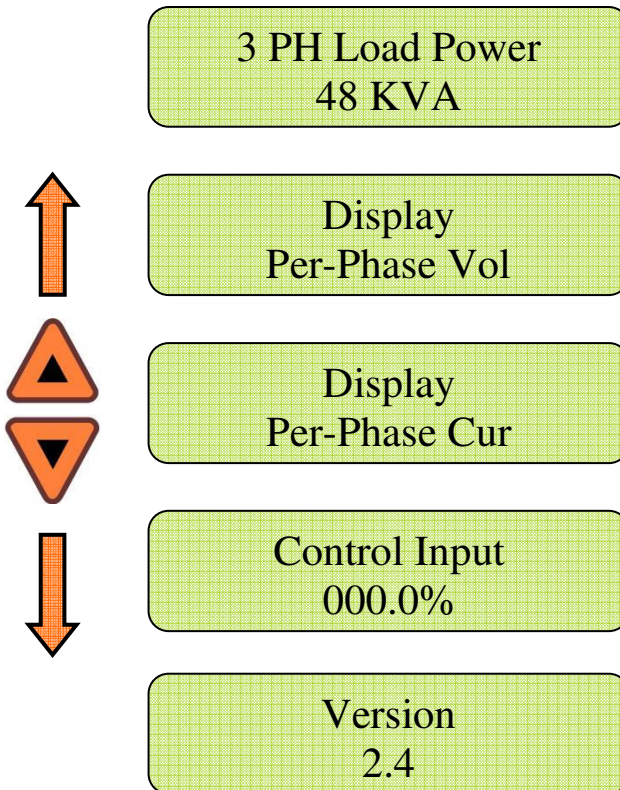 3 PH Load Power
48 KVA
Display
Per-Phase Vol
Display
Per-Phase Cur
Control Input
000.0%
Version
2.4